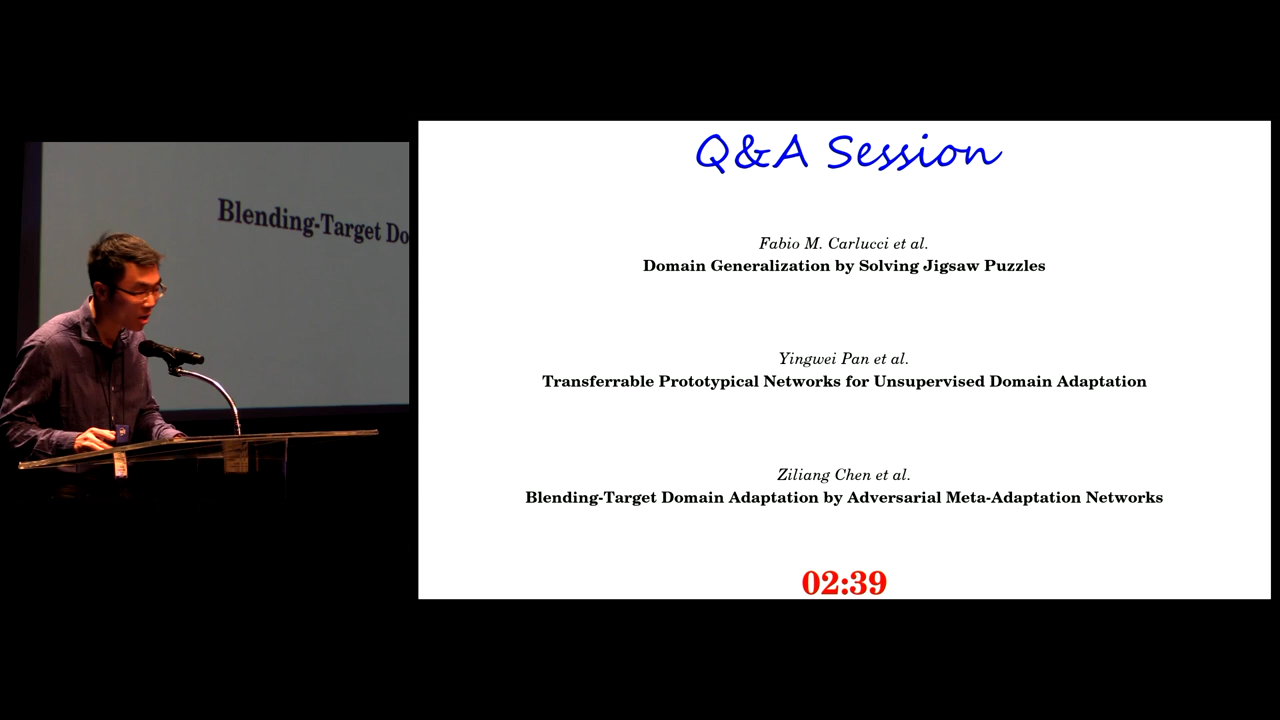 Blending-Target Do
Q&A Session
Fabio M. Carlucci et al.
Domain Generalization by Solving Jigsaw Puzzles
Yingwei Pan et al.
Transferrable Prototypical Networks for Unsupervised Domain Adaptation
Ziliang Chen et al.
Blending-Target Domain Adaptation by Adversarial Meta-Adaptation Networks
02:39